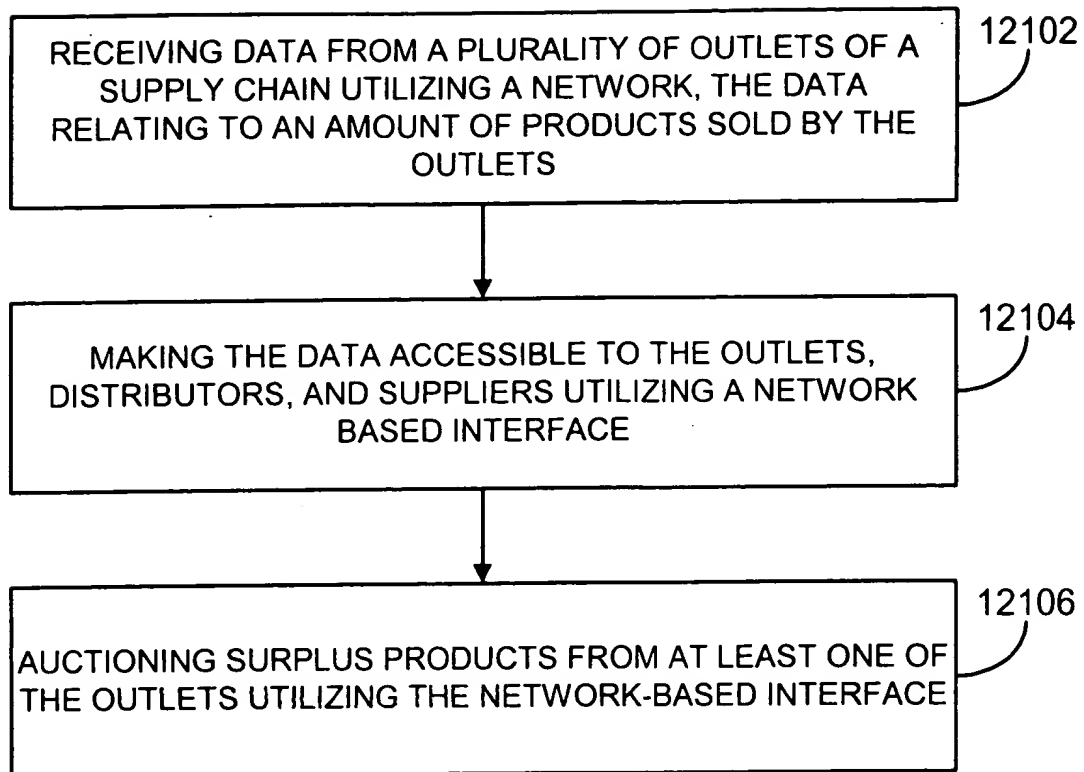 RECEIVING DATA FROM A PLURALITY OF OUTLETS OF A
SUPPLY CHAIN UTILIZING A NETWORK, THE DATA
RELATING TO AN AMOUNT OF PRODUCTS SOLD BY THE
OUTLETS
12102
MAKING THE DATA ACCESSIBLE TO THE OUTLETS,
DISTRIBUTORS, AND SUPPLIERS UTILIZING A NETWORK
BASED INTERFACE
12104
AUCTIONING SURPLUS PRODUCTS FROM AT LEAST ONE OF
THE OUTLETS UTILIZING THE NETWORK-BASED INTERFACE
12106